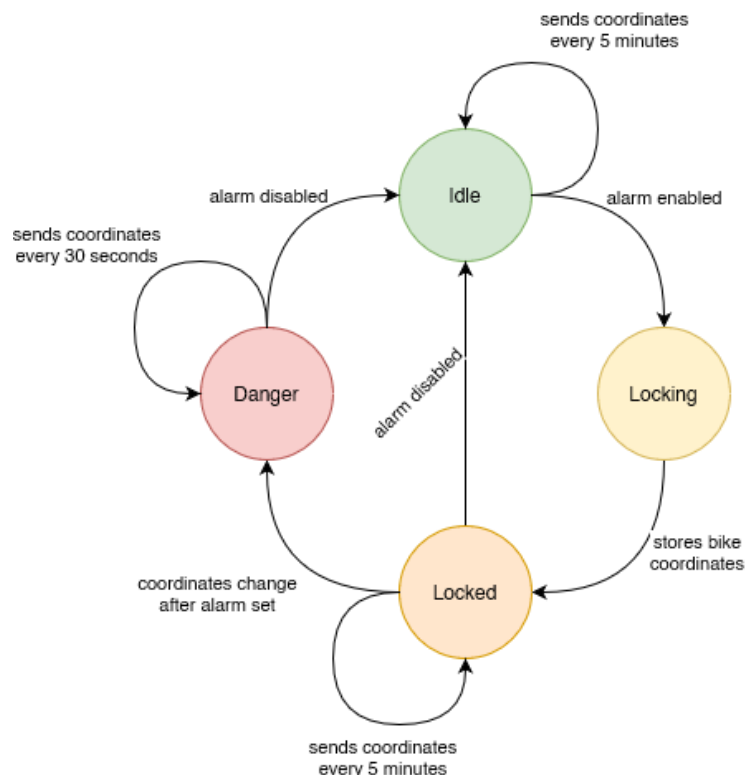 sends coordinates
every 5 minutes
Idle
alarm disabled
alarm enabled
sends coordinates
every 30 seconds
alarm disabled
Danger
Locking
stores bike
coordinates
coordinates change
after alarm set
Locked
sends coordinates
every 5 minutes